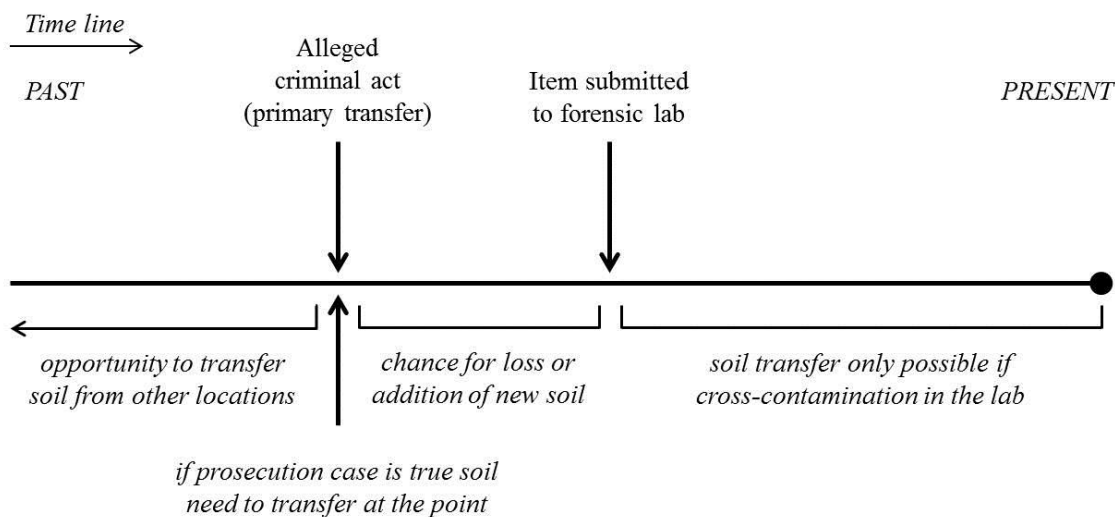 Time line
PAST
Alleged
criminal act
(primary transfer)
Item submitted
to forensic lab
PRESENT
opportunity to transfer
soil from other locations
chance for loss or
addition of new soil
soil transfer only possible if
cross-contamination in the lab
if prosecution case is true soil
need to transfer at the point